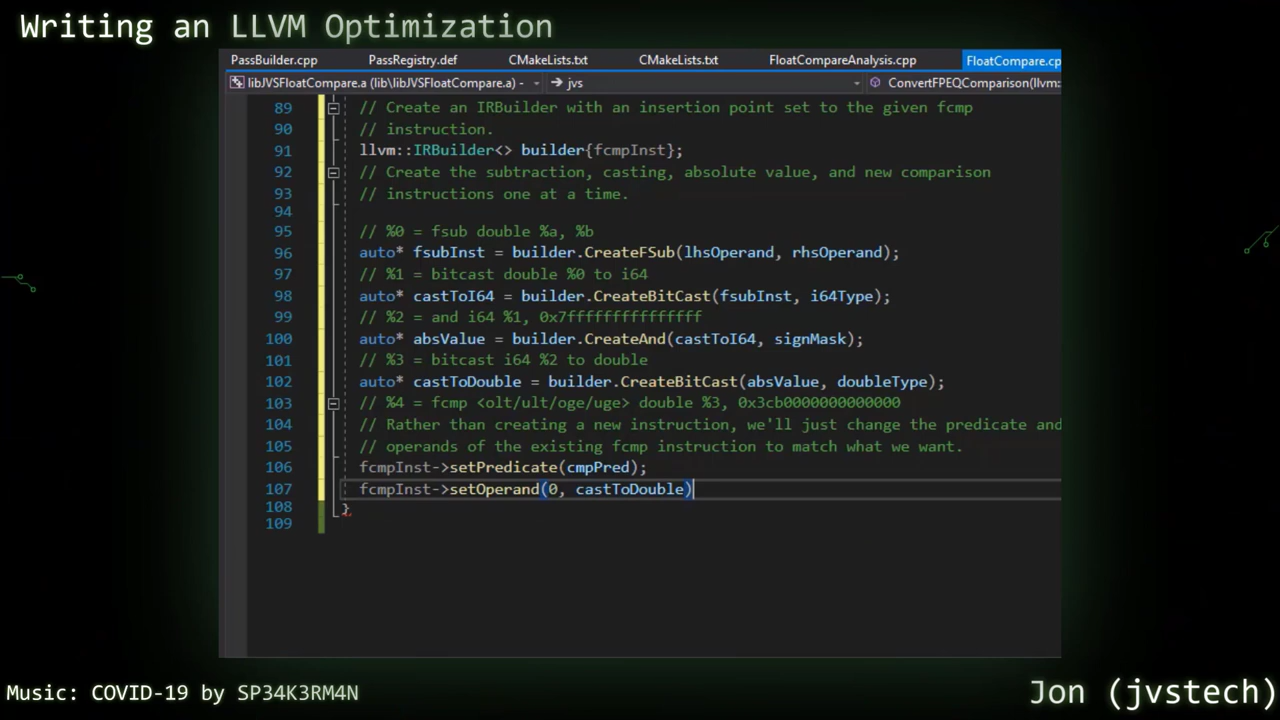 Writing an LLVM Optimization
PassBuilder.cpp PassRegistry.def CMakeLists.txt CMakeLists.txt FloatCompareAnalysis.cpp FloatCompare.cp
libJVSFloatCompare.a (lib\libJVSFloatCompare.a) - jvs ConvertFPEQComparison(llvm:
89 // Create an IRBuilder with an insertion point set to the given fcmp
90 // instruction.
91 llvm::IRBuilder<> builder{fcmpInst};
92 // Create the subtraction, casting, absolute value, and new comparison
93 // instructions one at a time.
94
95 // %0 = fsub double %a, %b
96 auto* fsubInst = builder.CreateFSub(lhsOperand, rhsOperand);
97 // %1 = bitcast double %0 to i64
98 auto* castToI64 = builder.CreateBitCast(fsubInst, i64Type);
99 // %2 = and i64 %1, 0x7fffffffffffffff
100 auto* absValue = builder.CreateAnd(castToI64, signMask);
101 // %3 = bitcast i64 %2 to double
102 auto* castToDouble = builder.CreateBitCast(absValue, doubleType);
103 // %4 = fcmp <olt/ult/oge/uge> double %3, 0x3cb0000000000000
104 // Rather than creating a new instruction, we'll just change the predicate and
105 // operands of the existing fcmp instruction to match what we want.
106 fcmpInst->setPredicate(cmpPred);
107 fcmpInst->setOperand(0, castToDouble)
108 }
109
Music: COVID-19 by SP34K3RM4N
Jon (jvstech)